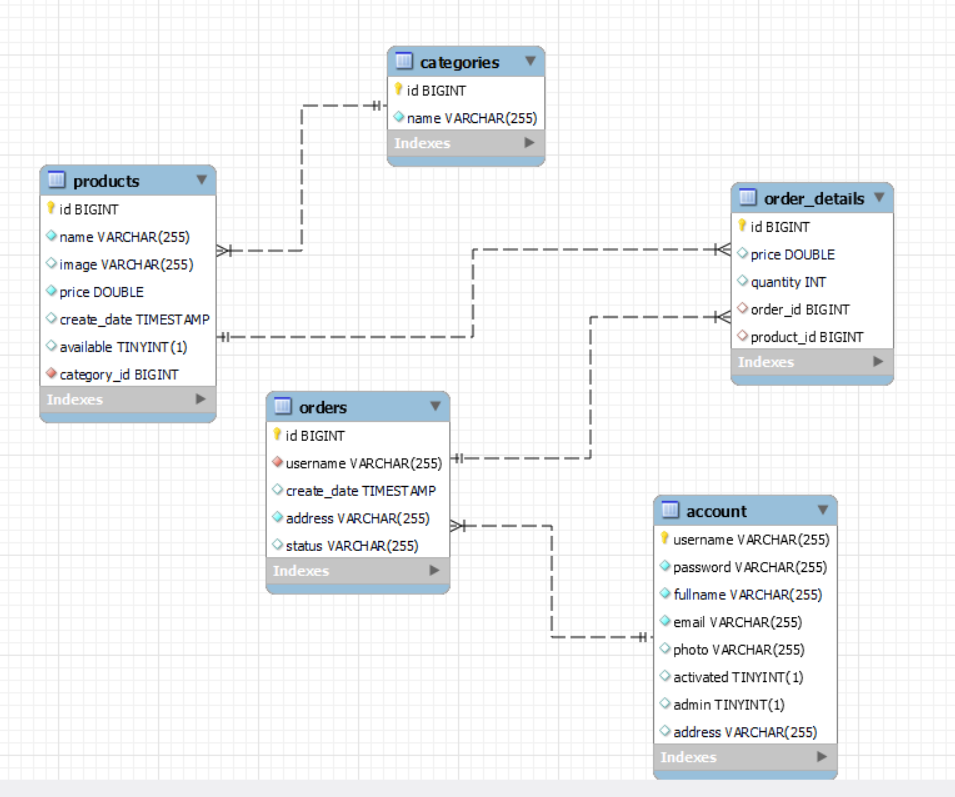 categories
id BIGINT
name VARCHAR(255)
Indexes
products
id BIGINT
name VARCHAR(255)
image VARCHAR(255)
price DOUBLE
create_date TIMESTAMP
available TINYINT(1)
category_id BIGINT
Indexes
order_details
id BIGINT
price DOUBLE
quantity INT
order_id BIGINT
product_id BIGINT
Indexes
orders
id BIGINT
username VARCHAR(255)
create_date TIMESTAMP
address VARCHAR(255)
status VARCHAR(255)
Indexes
account
username VARCHAR(255)
password VARCHAR(255)
fullname VARCHAR(255)
email VARCHAR(255)
photo VARCHAR(255)
activated TINYINT(1)
admin TINYINT(1)
address VARCHAR(255)
Indexes